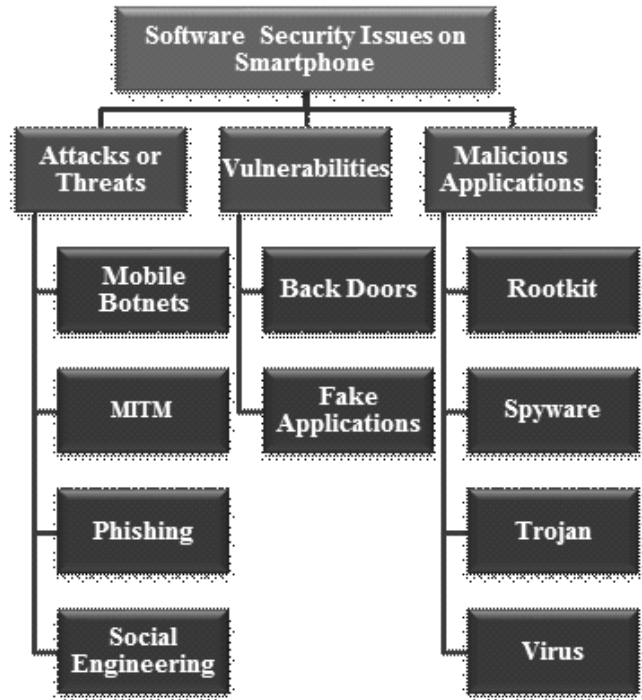 Software Security Issues on
Smartphone
Attacks or
Threats
Vulnerabilities
Malicious
Applications
Mobile
Botnets
MITM
Phishing
Social
Engineering
Back Doors
Fake
Applications
Rootkit
Spyware
Trojan
Virus